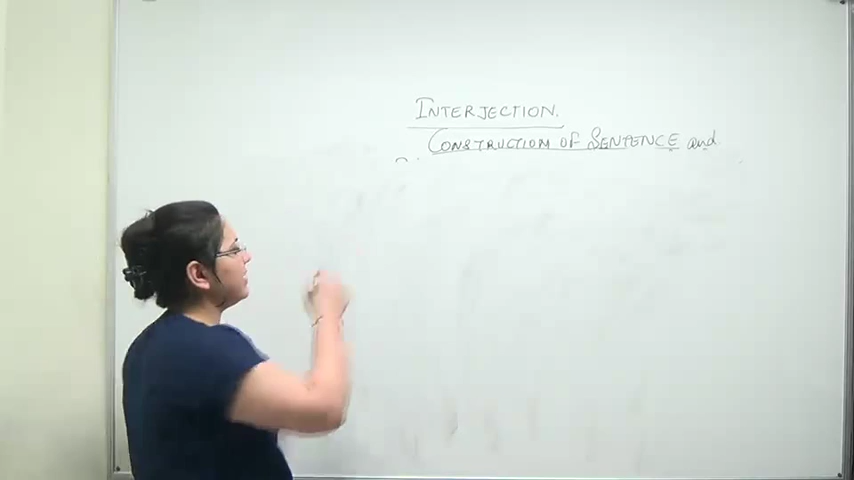 INTERJECTION.
CONSTRUCTION OF SENTENCE and